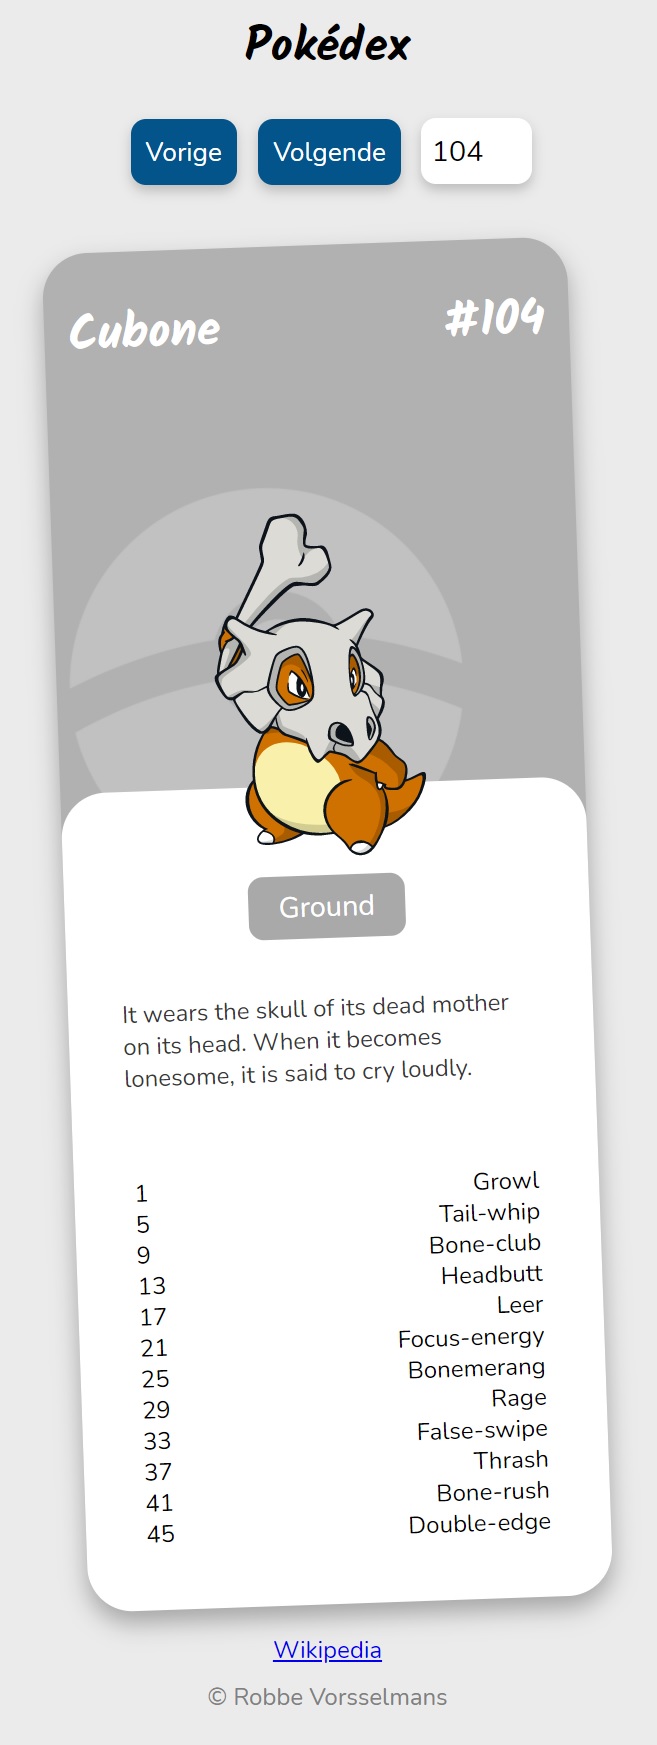 Pokédex
Vorige Volgende 104
Cubone #104
Ground
It wears the skull of its dead mother
on its head. When it becomes
lonesome, it is said to cry loudly.
1 Growl
5 Tail-whip
9 Bone-club
13 Headbutt
17 Leer
21 Focus-energy
25 Bonemerang
29 Rage
33 False-swipe
37 Thrash
41 Bone-rush
45 Double-edge
Wikipedia
© Robbe Vorsselmans